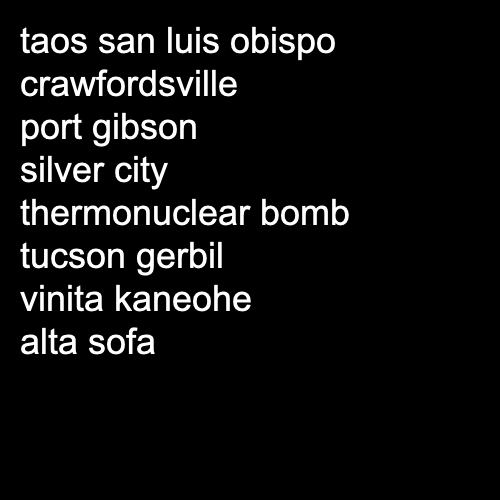 taos san luis obispo
crawfordsville
port gibson
silver city
thermonuclear bomb
tucson gerbil
vinita kaneohe
alta sofa